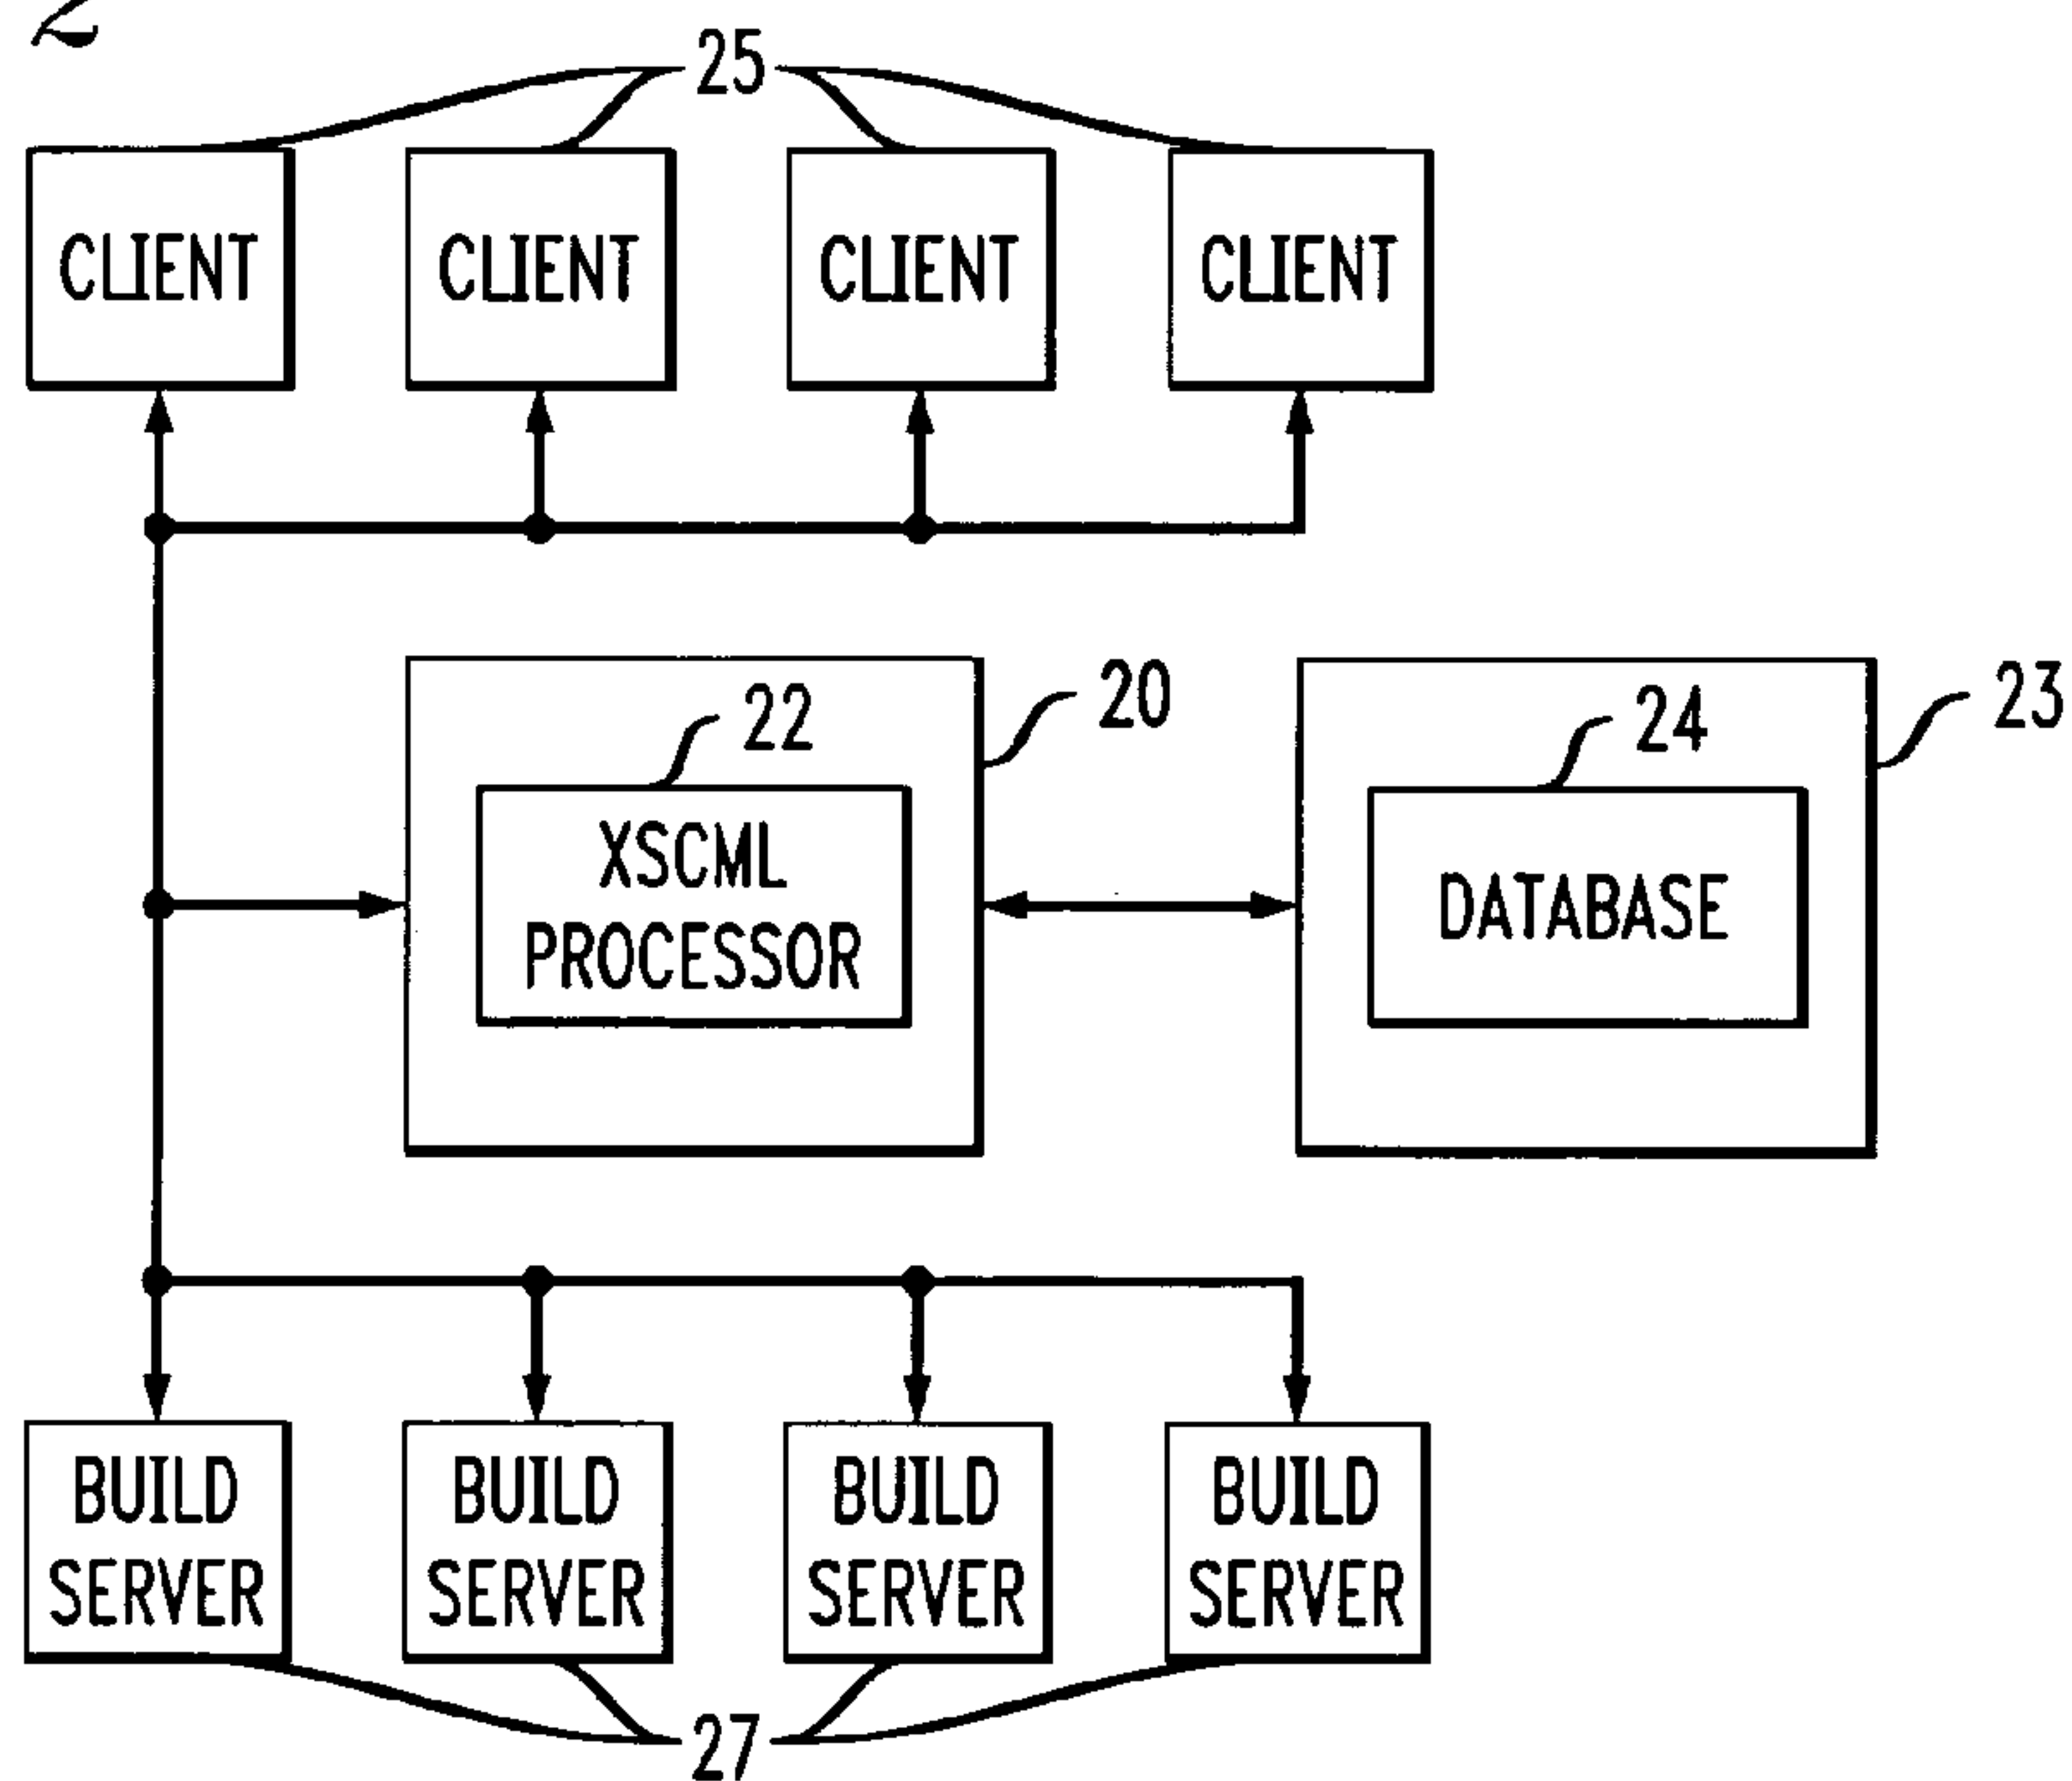 2
25
CLIENT CLIENT CLIENT CLIENT
20
23
22
24
XSCML
PROCESSOR
DATABASE
BUILD
SERVER
BUILD
SERVER
BUILD
SERVER
BUILD
SERVER
27